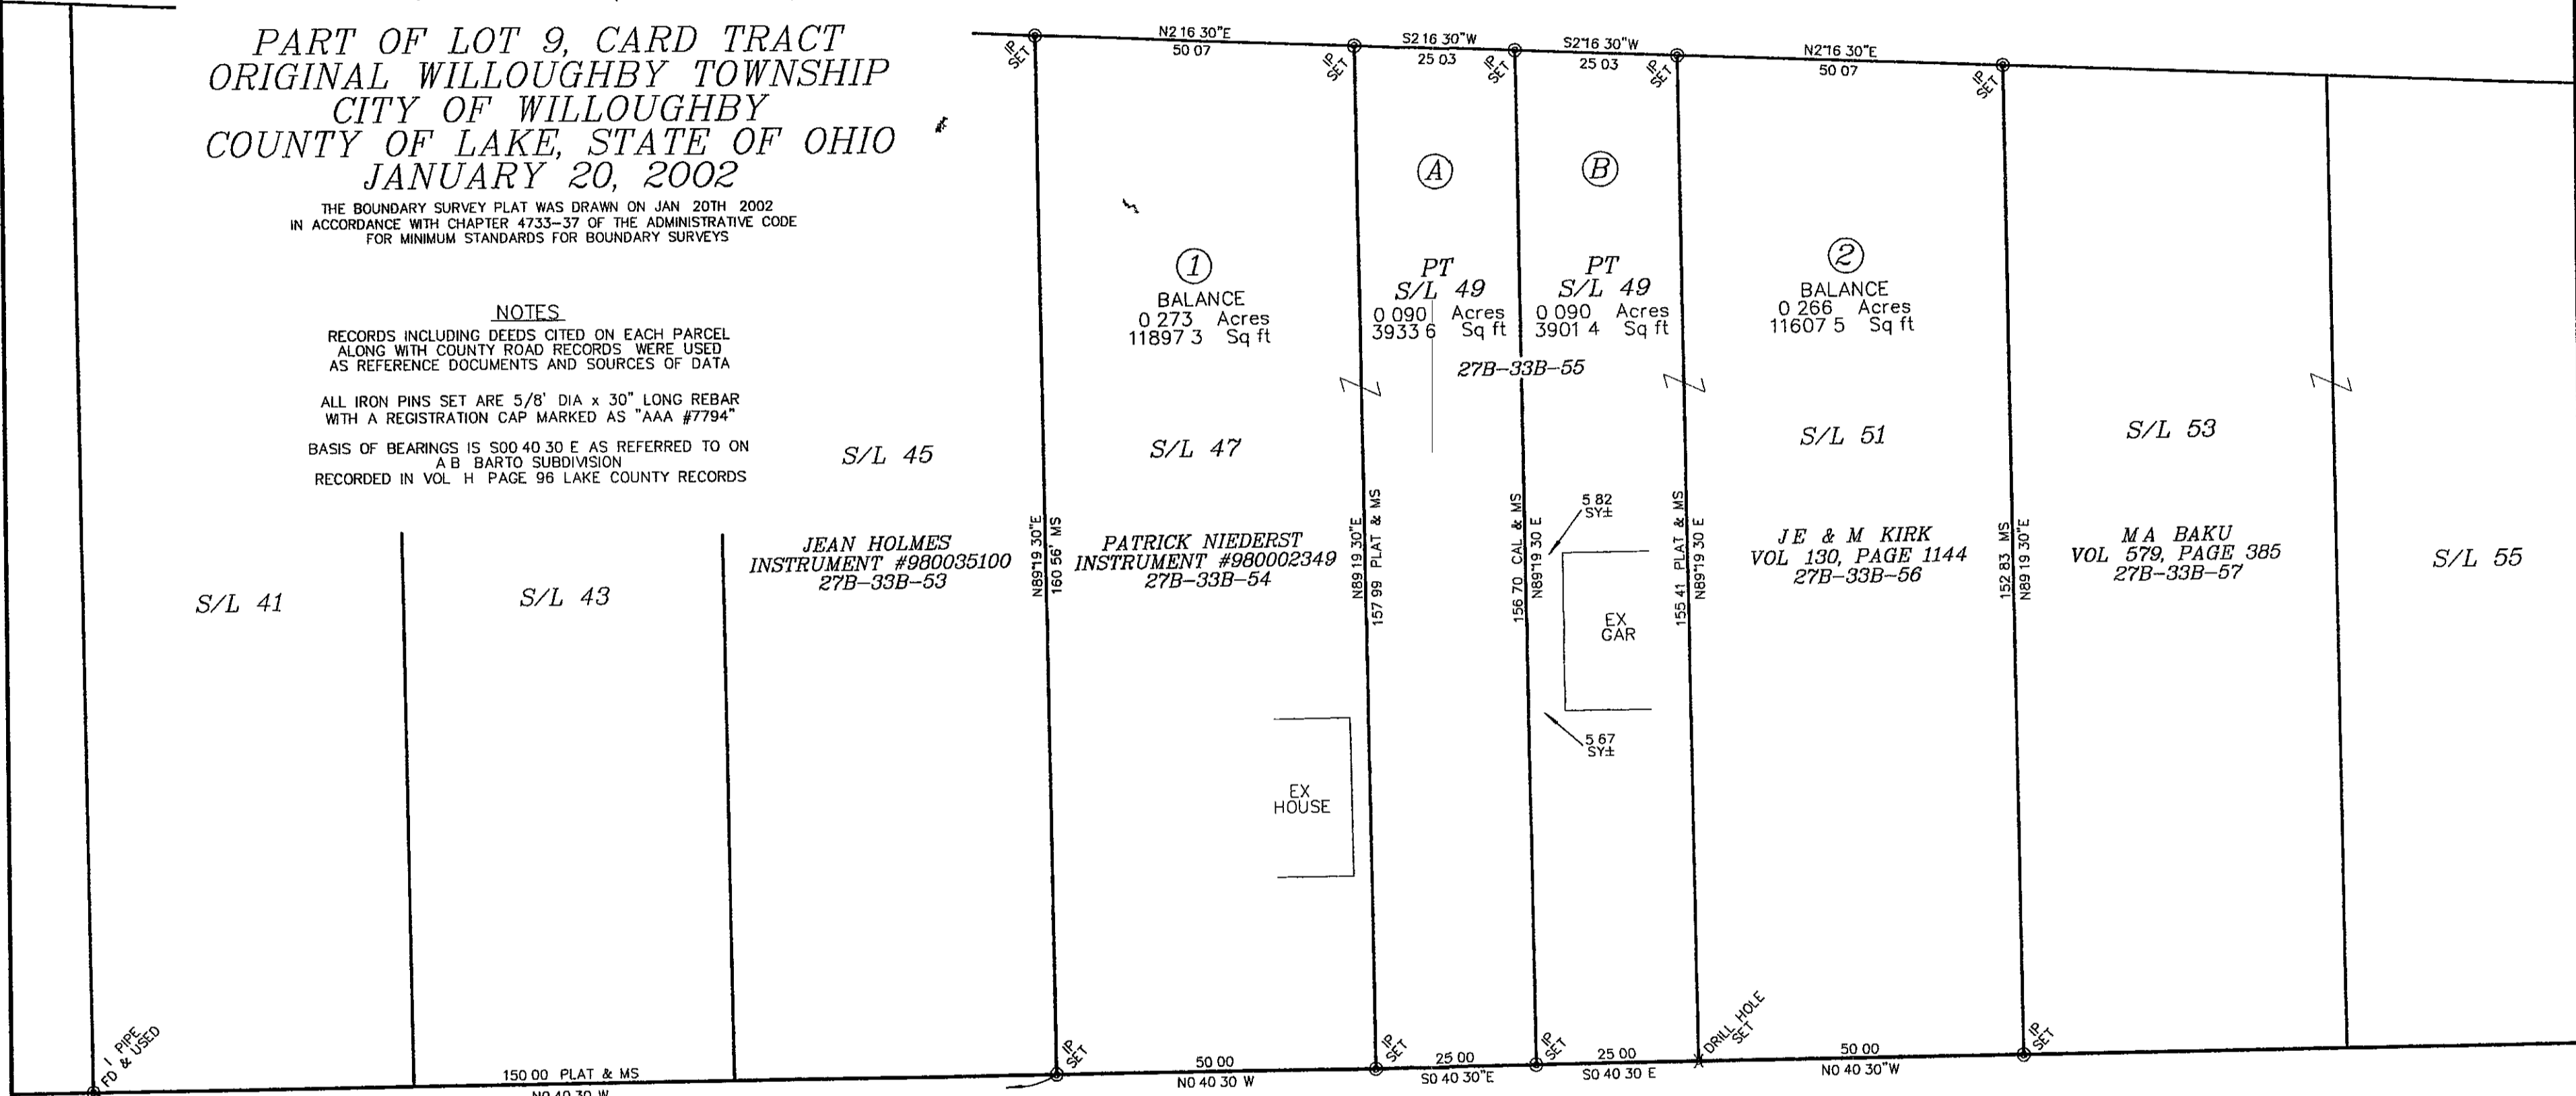 PART OF LOT 9, CARD TRACT
ORIGINAL WILLOUGHBY TOWNSHIP
CITY OF WILLOUGHBY
COUNTY OF LAKE, STATE OF OHIO
JANUARY 20, 2002
THE BOUNDARY SURVEY PLAT WAS DRAWN ON JAN 20TH 2002
IN ACCORDANCE WITH CHAPTER 4733-37 OF THE ADMINISTRATIVE CODE
FOR MINIMUM STANDARDS FOR BOUNDARY SURVEYS
NOTES
RECORDS INCLUDING DEEDS CITED ON EACH PARCEL
ALONG WITH COUNTY ROAD RECORDS WERE USED
AS REFERENCE DOCUMENTS AND SOURCES OF DATA
ALL IRON PINS SET ARE 5/8' DIA x 30" LONG REBAR
WITH A REGISTRATION CAP MARKED AS "AAA #7794"
BASIS OF BEARINGS IS S00 40 30 E AS REFERRED TO ON
A B BARTO SUBDIVISION
RECORDED IN VOL H PAGE 96 LAKE COUNTY RECORDS
S/L 41
S/L 43
S/L 45
JEAN HOLMES
INSTRUMENT #980035100
27B-33B-53
IP
SET
N2 16 30"E
50 07
IP
SET
S2 16 30"W
25 03
IP
SET
S2°16 30"W
25 03
IP
SET
N2°16 30"E
50 07
IP
SET
1
BALANCE
0 273 Acres
11897 3 Sq ft
S/L 47
PATRICK NIEDERST
INSTRUMENT #980002349
27B-33B-54
N89°19 30"E
160 56' MS
EX
HOUSE
A
PT
S/L 49
0 090 Acres
3933 6 Sq ft
B
PT
S/L 49
0 090 Acres
3901 4 Sq ft
27B-33B-55
N89 19 30"E
157 99 PLAT & MS
156 70 CAL & MS
N89°19 30 E
5 82
SY±
EX
GAR
5 67
SY±
155 41 PLAT & MS
N89°19 30 E
2
BALANCE
0 266 Acres
11607 5 Sq ft
S/L 51
J E & M KIRK
VOL 130, PAGE 1144
27B-33B-56
152 83 MS
N89 19 30"E
S/L 53
M A BAKU
VOL 579, PAGE 385
27B-33B-57
S/L 55
1 PIPE
FD & USED
150 00 PLAT & MS
N0 40 30 W
IP
SET
50 00
N0 40 30 W
IP
SET
25 00
S0 40 30"E
IP
SET
25 00
S0 40 30 E
DRILL HOLE
SET
50 00
N0 40 30"W
IP
SET